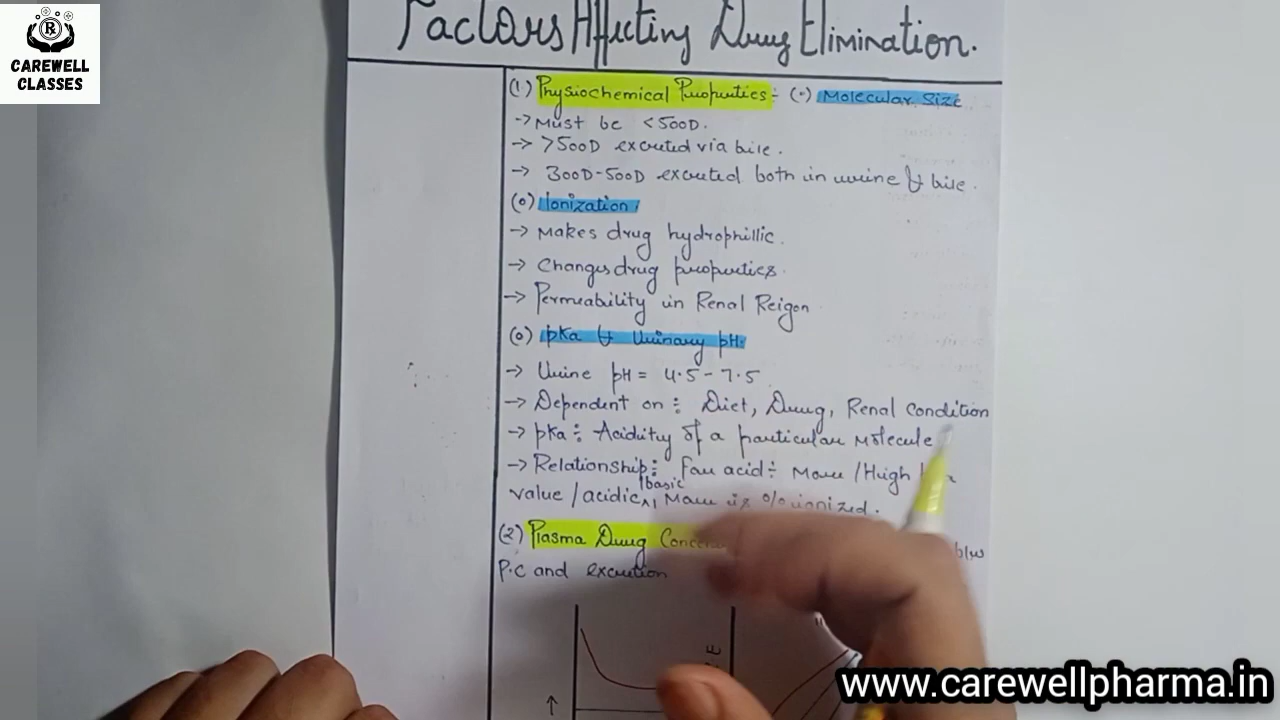 CAREWELL
CLASSES
Factors Affecting Drug Elimination.
(1) Physiochemical Properties:- (•) Molecular Size
→ Must be <500D.
→ >500D excreted via bile.
→ 300D-500D excreted both in urine & bile.
(o) Ionization:
→ Makes drug hydrophillic.
→ Changes drug properties.
→ Permeability in Renal Reigon
(o) pKa & Urinary pH.
→ Urine pH = 4.5-7.5
→ Dependent on:- Diet, Drug, Renal Condition
→ pKa:- Acidity of a particular Molecule
→ Relationship:- For acid:- More/High
value/acidic, /basic More is % ionized.
(2) Plasma Drug b/w
P.C and excretion
www.carewellpharma.in